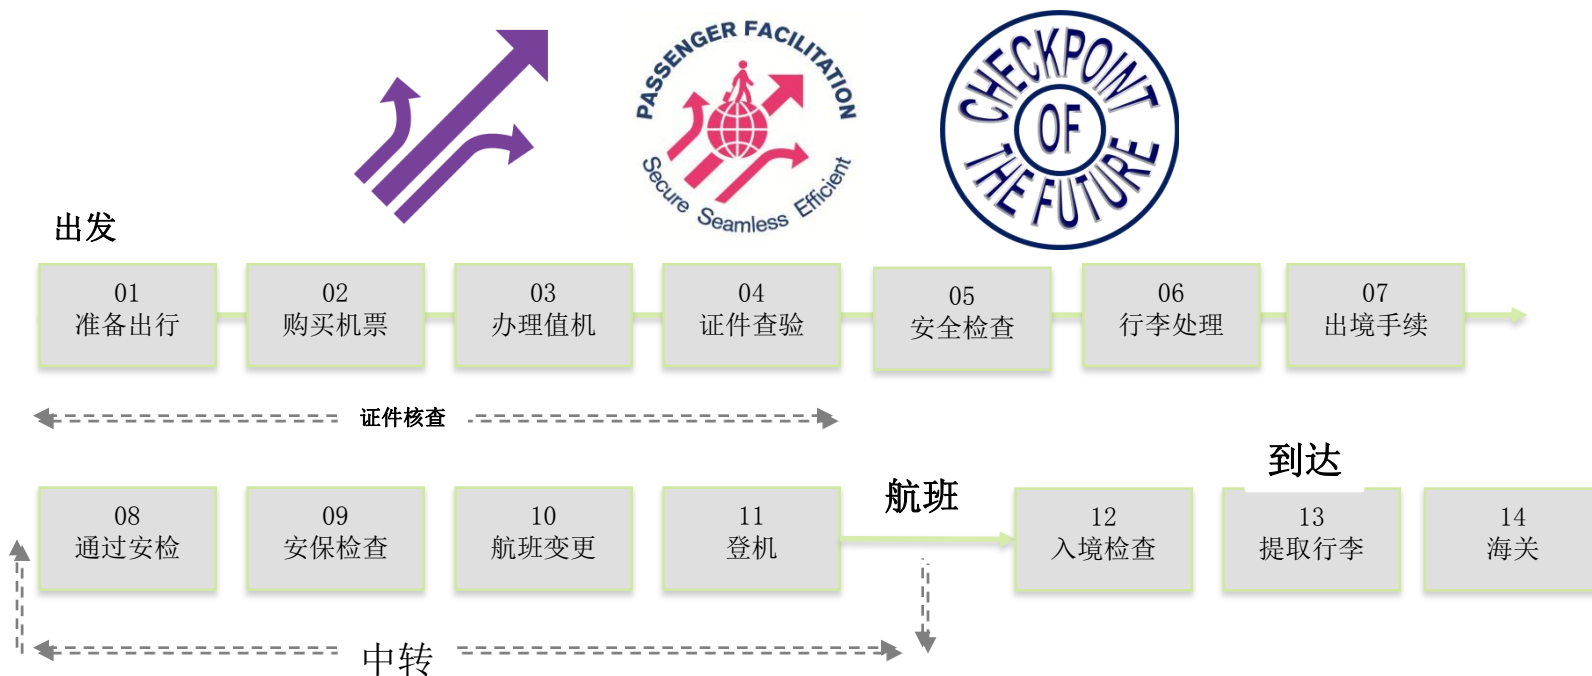 PASSENGER FACILITATION
Secure Seamless Efficient
CHECKPOINT
OF
THE FUTURE
出发
01
准备出行
02
购买机票
03
办理值机
04
证件查验
05
安全检查
06
行李处理
07
出境手续
证件核查
08
通过安检
09
安保检查
10
航班变更
11
登机
航班
到达
12
入境检查
13
提取行李
14
海关
中转